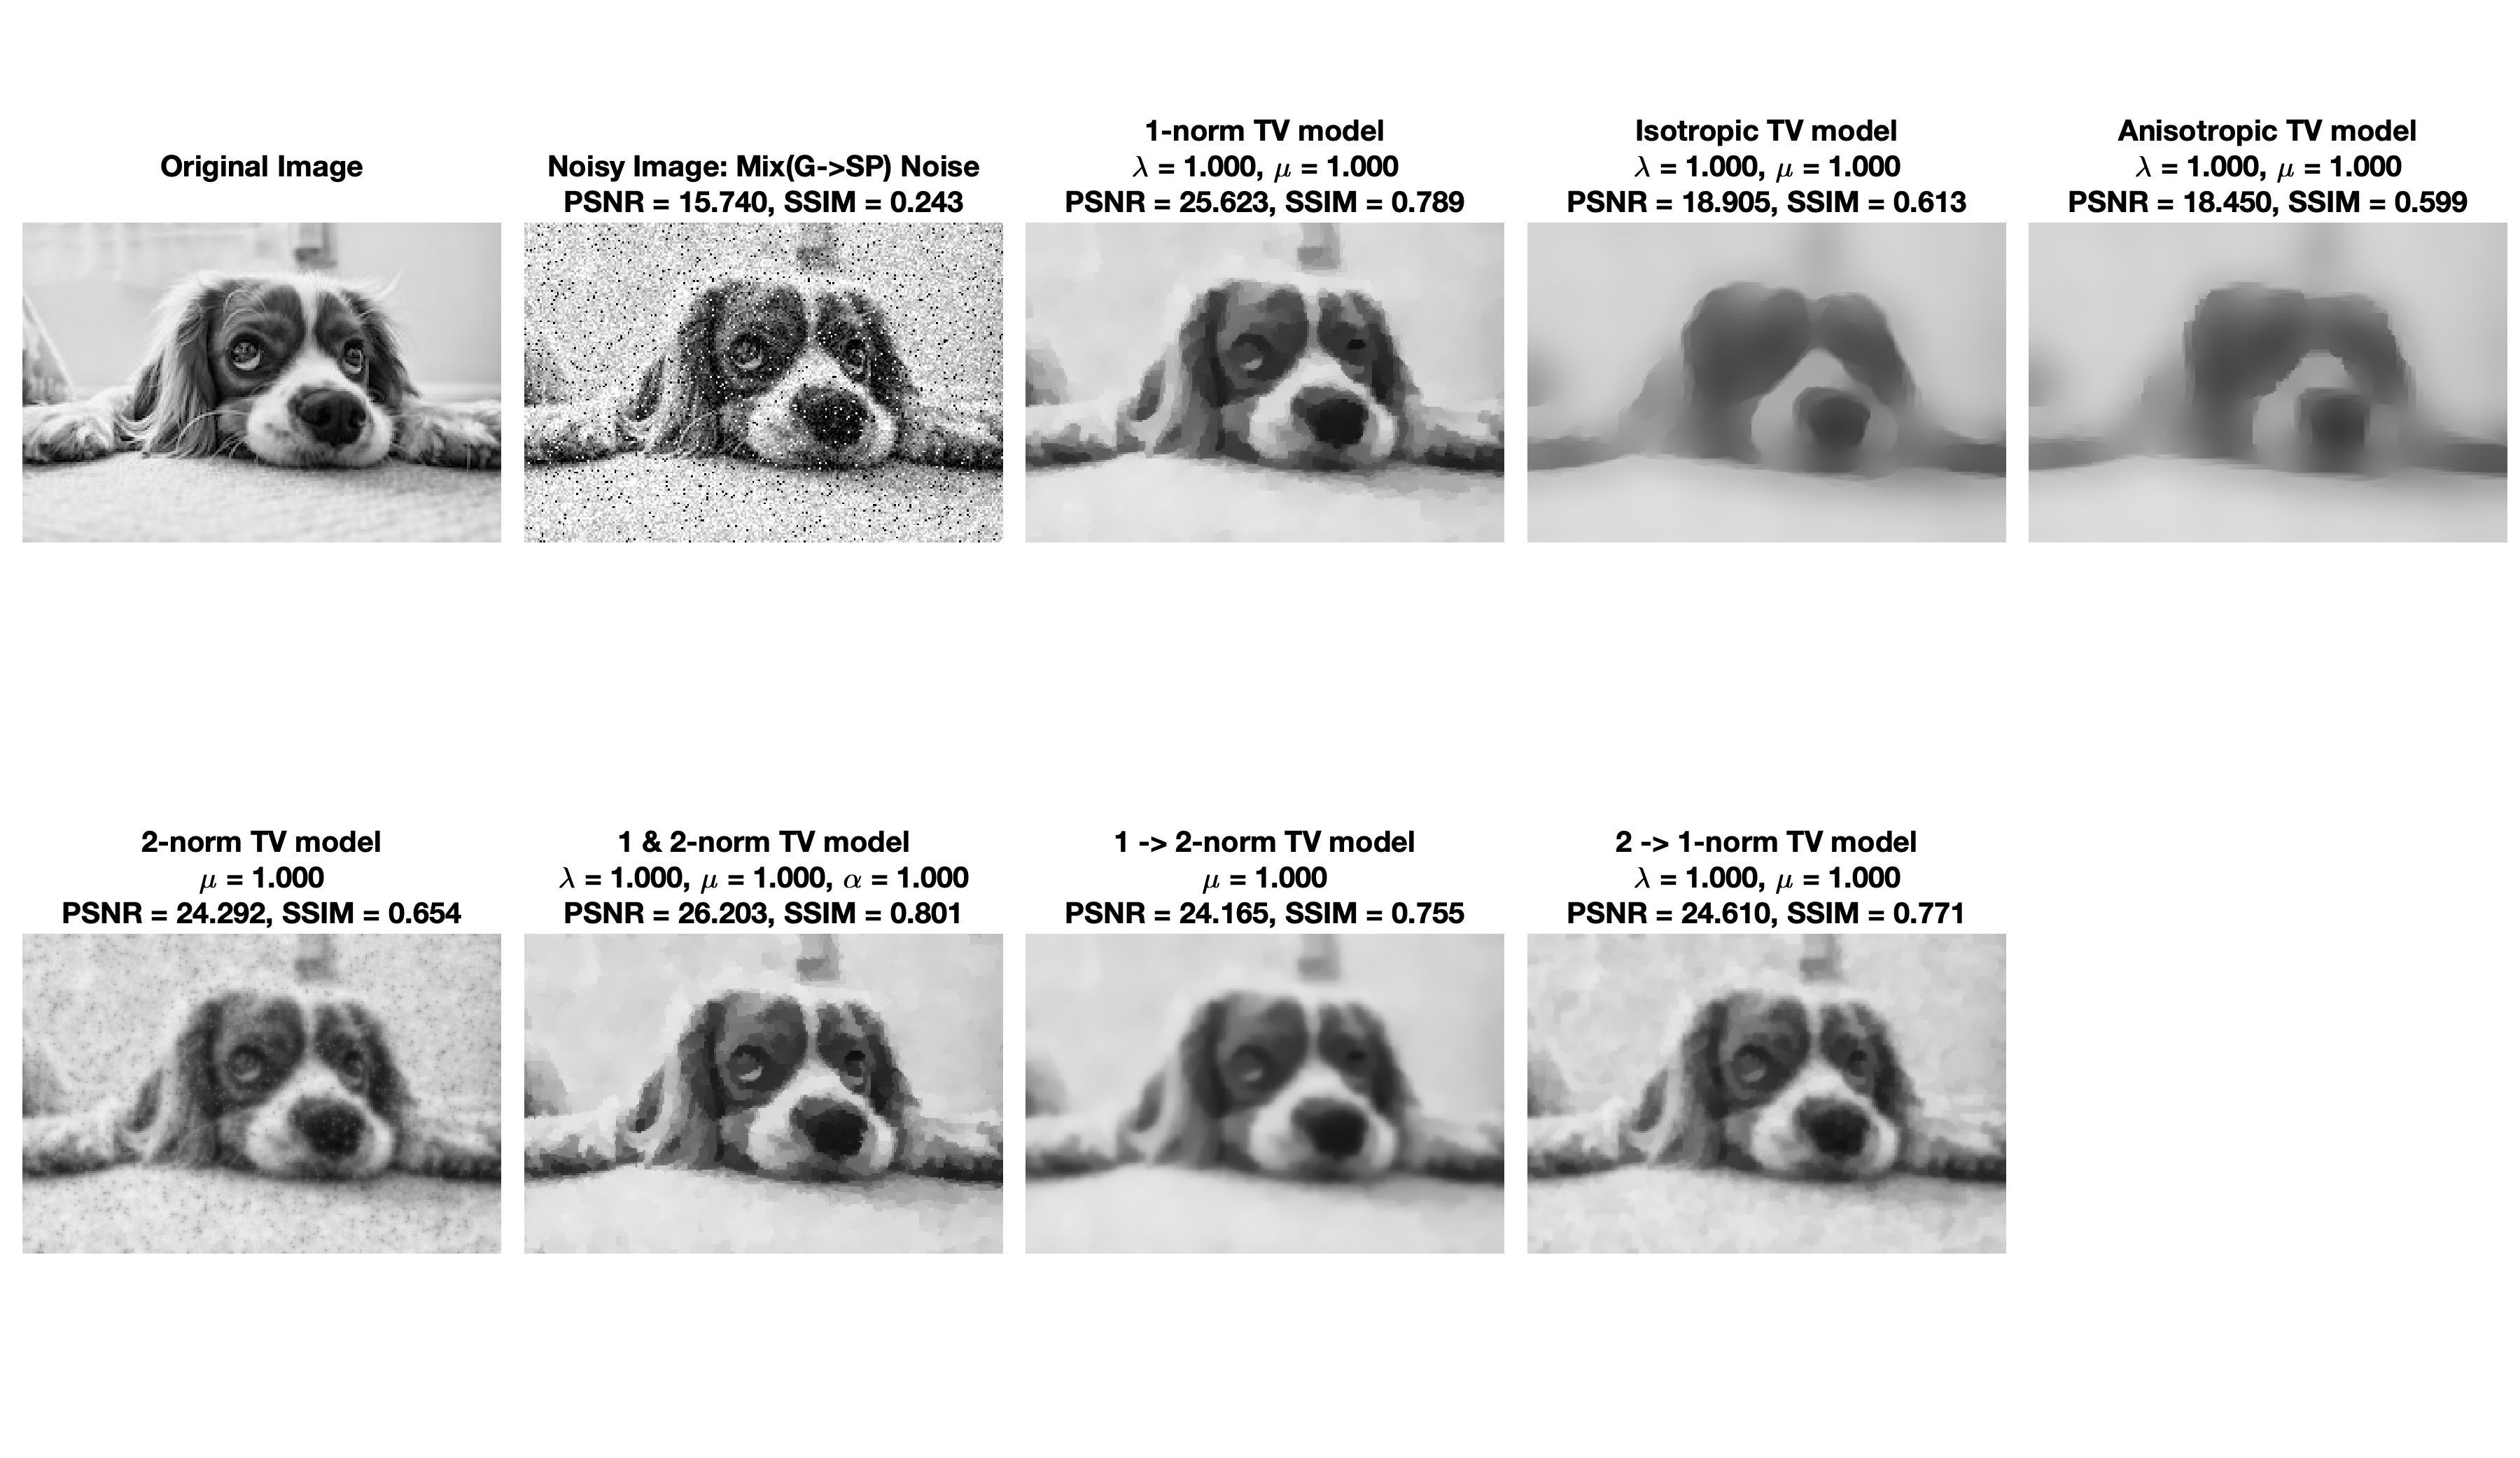 Original Image
Noisy Image: Mix(G->SP) Noise
PSNR = 15.740, SSIM = 0.243
1-norm TV model
λ = 1.000, μ = 1.000
PSNR = 25.623, SSIM = 0.789
Isotropic TV model
λ = 1.000, μ = 1.000
PSNR = 18.905, SSIM = 0.613
Anisotropic TV model
λ = 1.000, μ = 1.000
PSNR = 18.450, SSIM = 0.599
2-norm TV model
μ = 1.000
PSNR = 24.292, SSIM = 0.654
1 & 2-norm TV model
λ = 1.000, μ = 1.000, α = 1.000
PSNR = 26.203, SSIM = 0.801
1 -> 2-norm TV model
μ = 1.000
PSNR = 24.165, SSIM = 0.755
2 -> 1-norm TV model
λ = 1.000, μ = 1.000
PSNR = 24.610, SSIM = 0.771